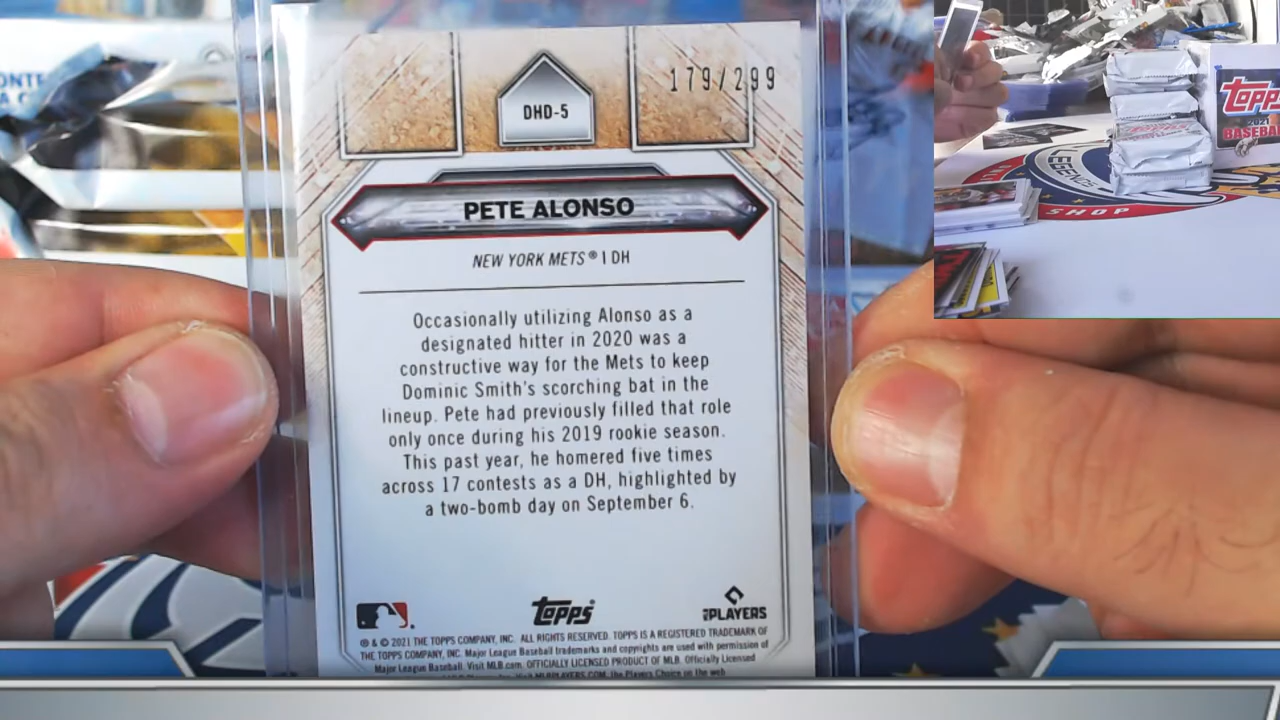 179/299
DHD-5
PETE ALONSO
NEW YORK METS® | DH
Occasionally utilizing Alonso as a
designated hitter in 2020 was a
constructive way for the Mets to keep
Dominic Smith's scorching bat in the
lineup. Pete had previously filled that role
only once during his 2019 rookie season.
This past year, he homered five times
across 17 contests as a DH, highlighted by
a two-bomb day on September 6.
TOPPS
PLAYERS
® & © 2021 THE TOPPS COMPANY, INC. ALL RIGHTS RESERVED. TOPPS IS A REGISTERED TRADEMARK OF
THE TOPPS COMPANY, INC. Major League Baseball trademarks and copyrights are used with permission of
Major League Baseball. Visit MLB.com. OFFICIALLY LICENSED PRODUCT OF MLB. Officially Licensed
LEGENDS
SHOP
2021